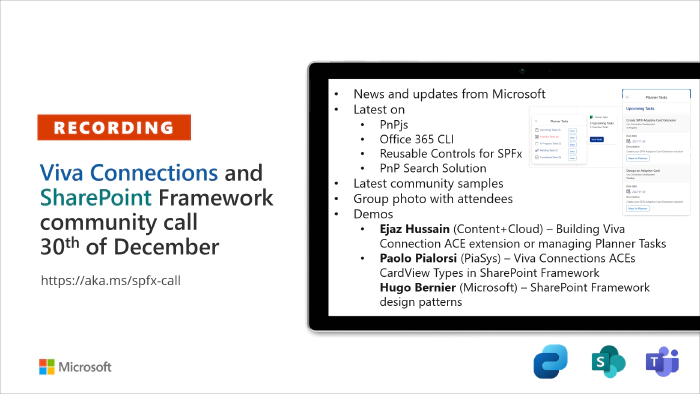 RECORDING
Viva Connections and
SharePoint Framework
community call
30th of December
https://aka.ms/spfx-call
Microsoft
• News and updates from Microsoft
• Latest on
• PnPjs
• Office 365 CLI
• Reusable Controls for SPFx
• PnP Search Solution
• Latest community samples
• Group photo with attendees
• Demos
• Ejaz Hussain (Content+Cloud) – Building Viva
Connection ACE extension or managing Planner Tasks
• Paolo Pialorsi (PiaSys) – Viva Connections ACEs
CardView Types in SharePoint Framework
Hugo Bernier (Microsoft) – SharePoint Framework
design patterns
Planner Tasks
Planner Tasks
Upcoming Tasks
S
T